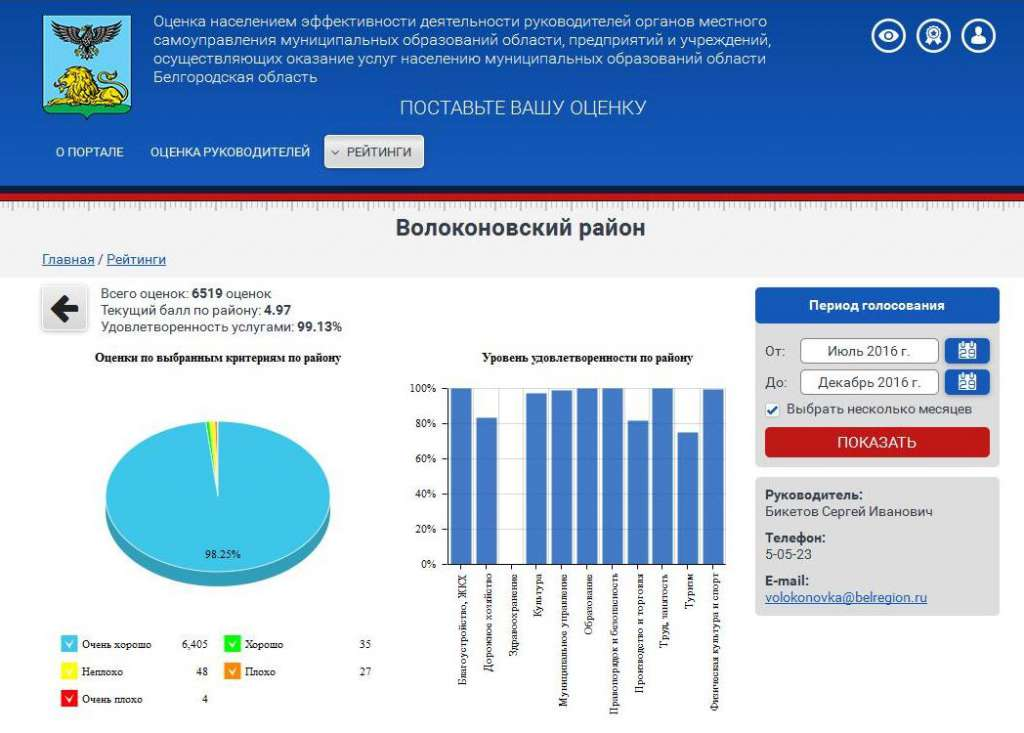 Оценка населением эффективности деятельности руководителей органов местного
самоуправления муниципальных образований области, предприятий и учреждений,
осуществляющих оказание услуг населению муниципальных образований области
Белгородская область
ПОСТАВЬТЕ ВАШУ ОЦЕНКУ
О ПОРТАЛЕ
ОЦЕНКА РУКОВОДИТЕЛЕЙ
РЕЙТИНГИ
Волоконовский район
Главная / Рейтинги
Всего оценок: 6519 оценок
Текущий балл по району: 4.97
Удовлетворенность услугами: 99.13%
Оценки по выбранным критериям по району
98.25%
Очень хорошо 6,405
Хорошо 35
Неплохо 48
Плохо 27
Очень плохо 4
Уровень удовлетворенности по району
100%
80%
60%
40%
20%
0%
Благоустройство, ЖКХ
Дорожное хозяйство
Здравоохранение
Культура
Муниципальное управление
Образование
Правопорядок и безопасность
Производство и торговля
Труд, занятость
Туризм
Физическая культура и спорт
Период голосования
От: Июль 2016 г.
До: Декабрь 2016 г.
Выбрать несколько месяцев
ПОКАЗАТЬ
Руководитель:
Бикетов Сергей Иванович
Телефон:
5-05-23
E-mail:
volokonovka@belregion.ru